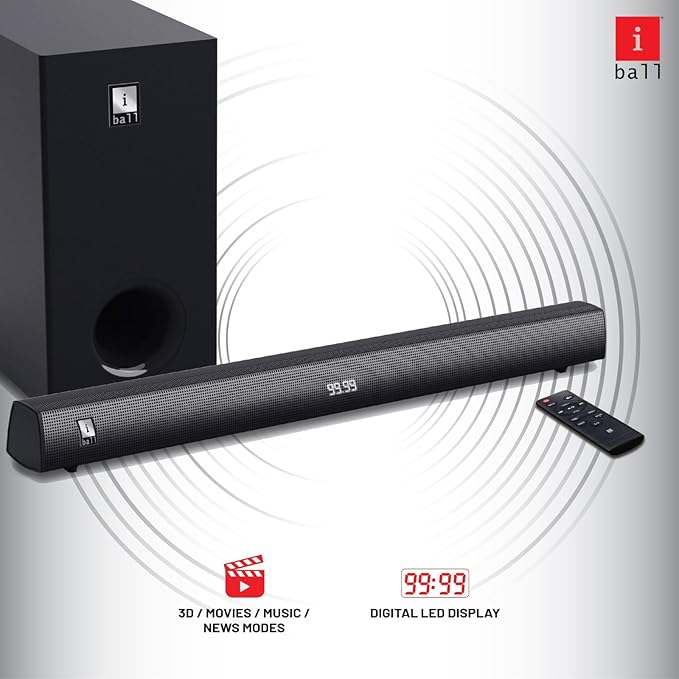 i
ball
i
ball
99:99
i
ball
99:99
3D / MOVIES / MUSIC /
NEWS MODES
DIGITAL LED DISPLAY